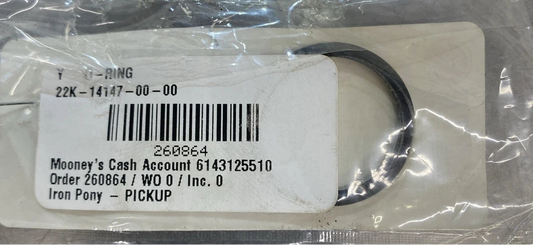 Y -RING
22K-14147-00-00
260864
Mooney's Cash Account 6143125510
Order 260864 / WO 0 / Inc. 0
Iron Pony - PICKUP